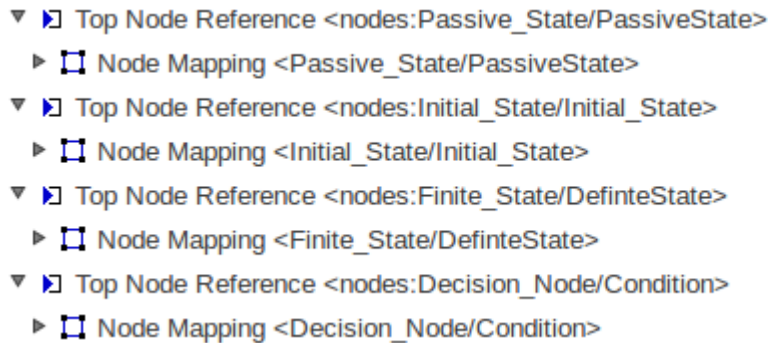 Top Node Reference <nodes:Passive_State/PassiveState>
Node Mapping <Passive_State/PassiveState>
Top Node Reference <nodes:Initial_State/Initial_State>
Node Mapping <Initial_State/Initial_State>
Top Node Reference <nodes:Finite_State/DefinteState>
Node Mapping <Finite_State/DefinteState>
Top Node Reference <nodes:Decision_Node/Condition>
Node Mapping <Decision_Node/Condition>